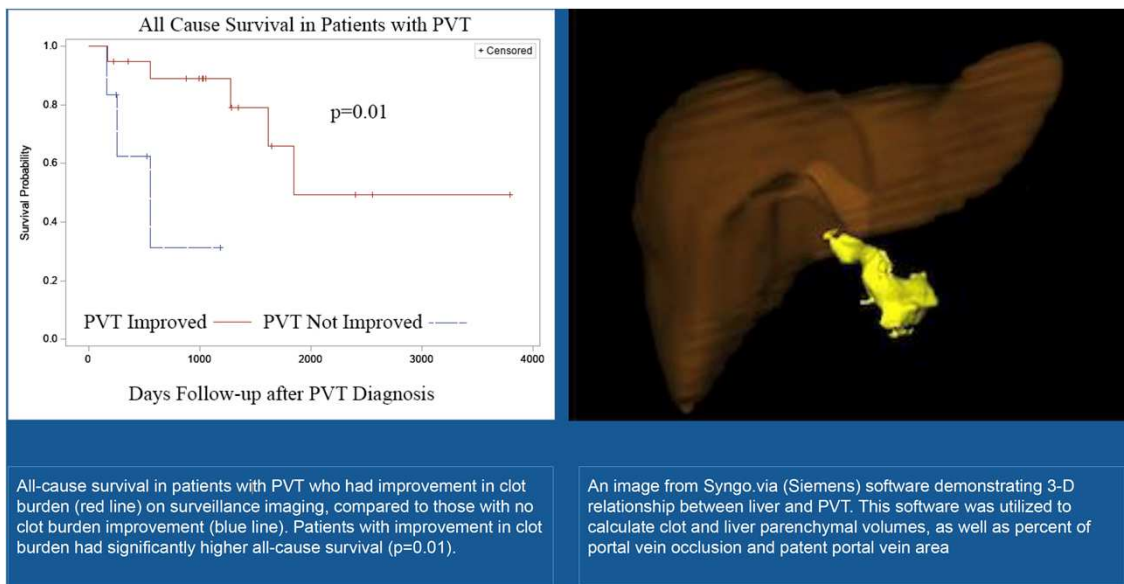 All Cause Survival in Patients with PVT
+ Censored
1.0
0.8
0.6
0.4
0.2
0.0
Survival Probability
p=0.01
PVT Improved
PVT Not Improved
0
1000
2000
3000
4000
Days Follow-up after PVT Diagnosis
All-cause survival in patients with PVT who had improvement in clot
burden (red line) on surveillance imaging, compared to those with no
clot burden improvement (blue line). Patients with improvement in clot
burden had significantly higher all-cause survival (p=0.01).
An image from Syngo.via (Siemens) software demonstrating 3-D
relationship between liver and PVT. This software was utilized to
calculate clot and liver parenchymal volumes, as well as percent of
portal vein occlusion and patent portal vein area